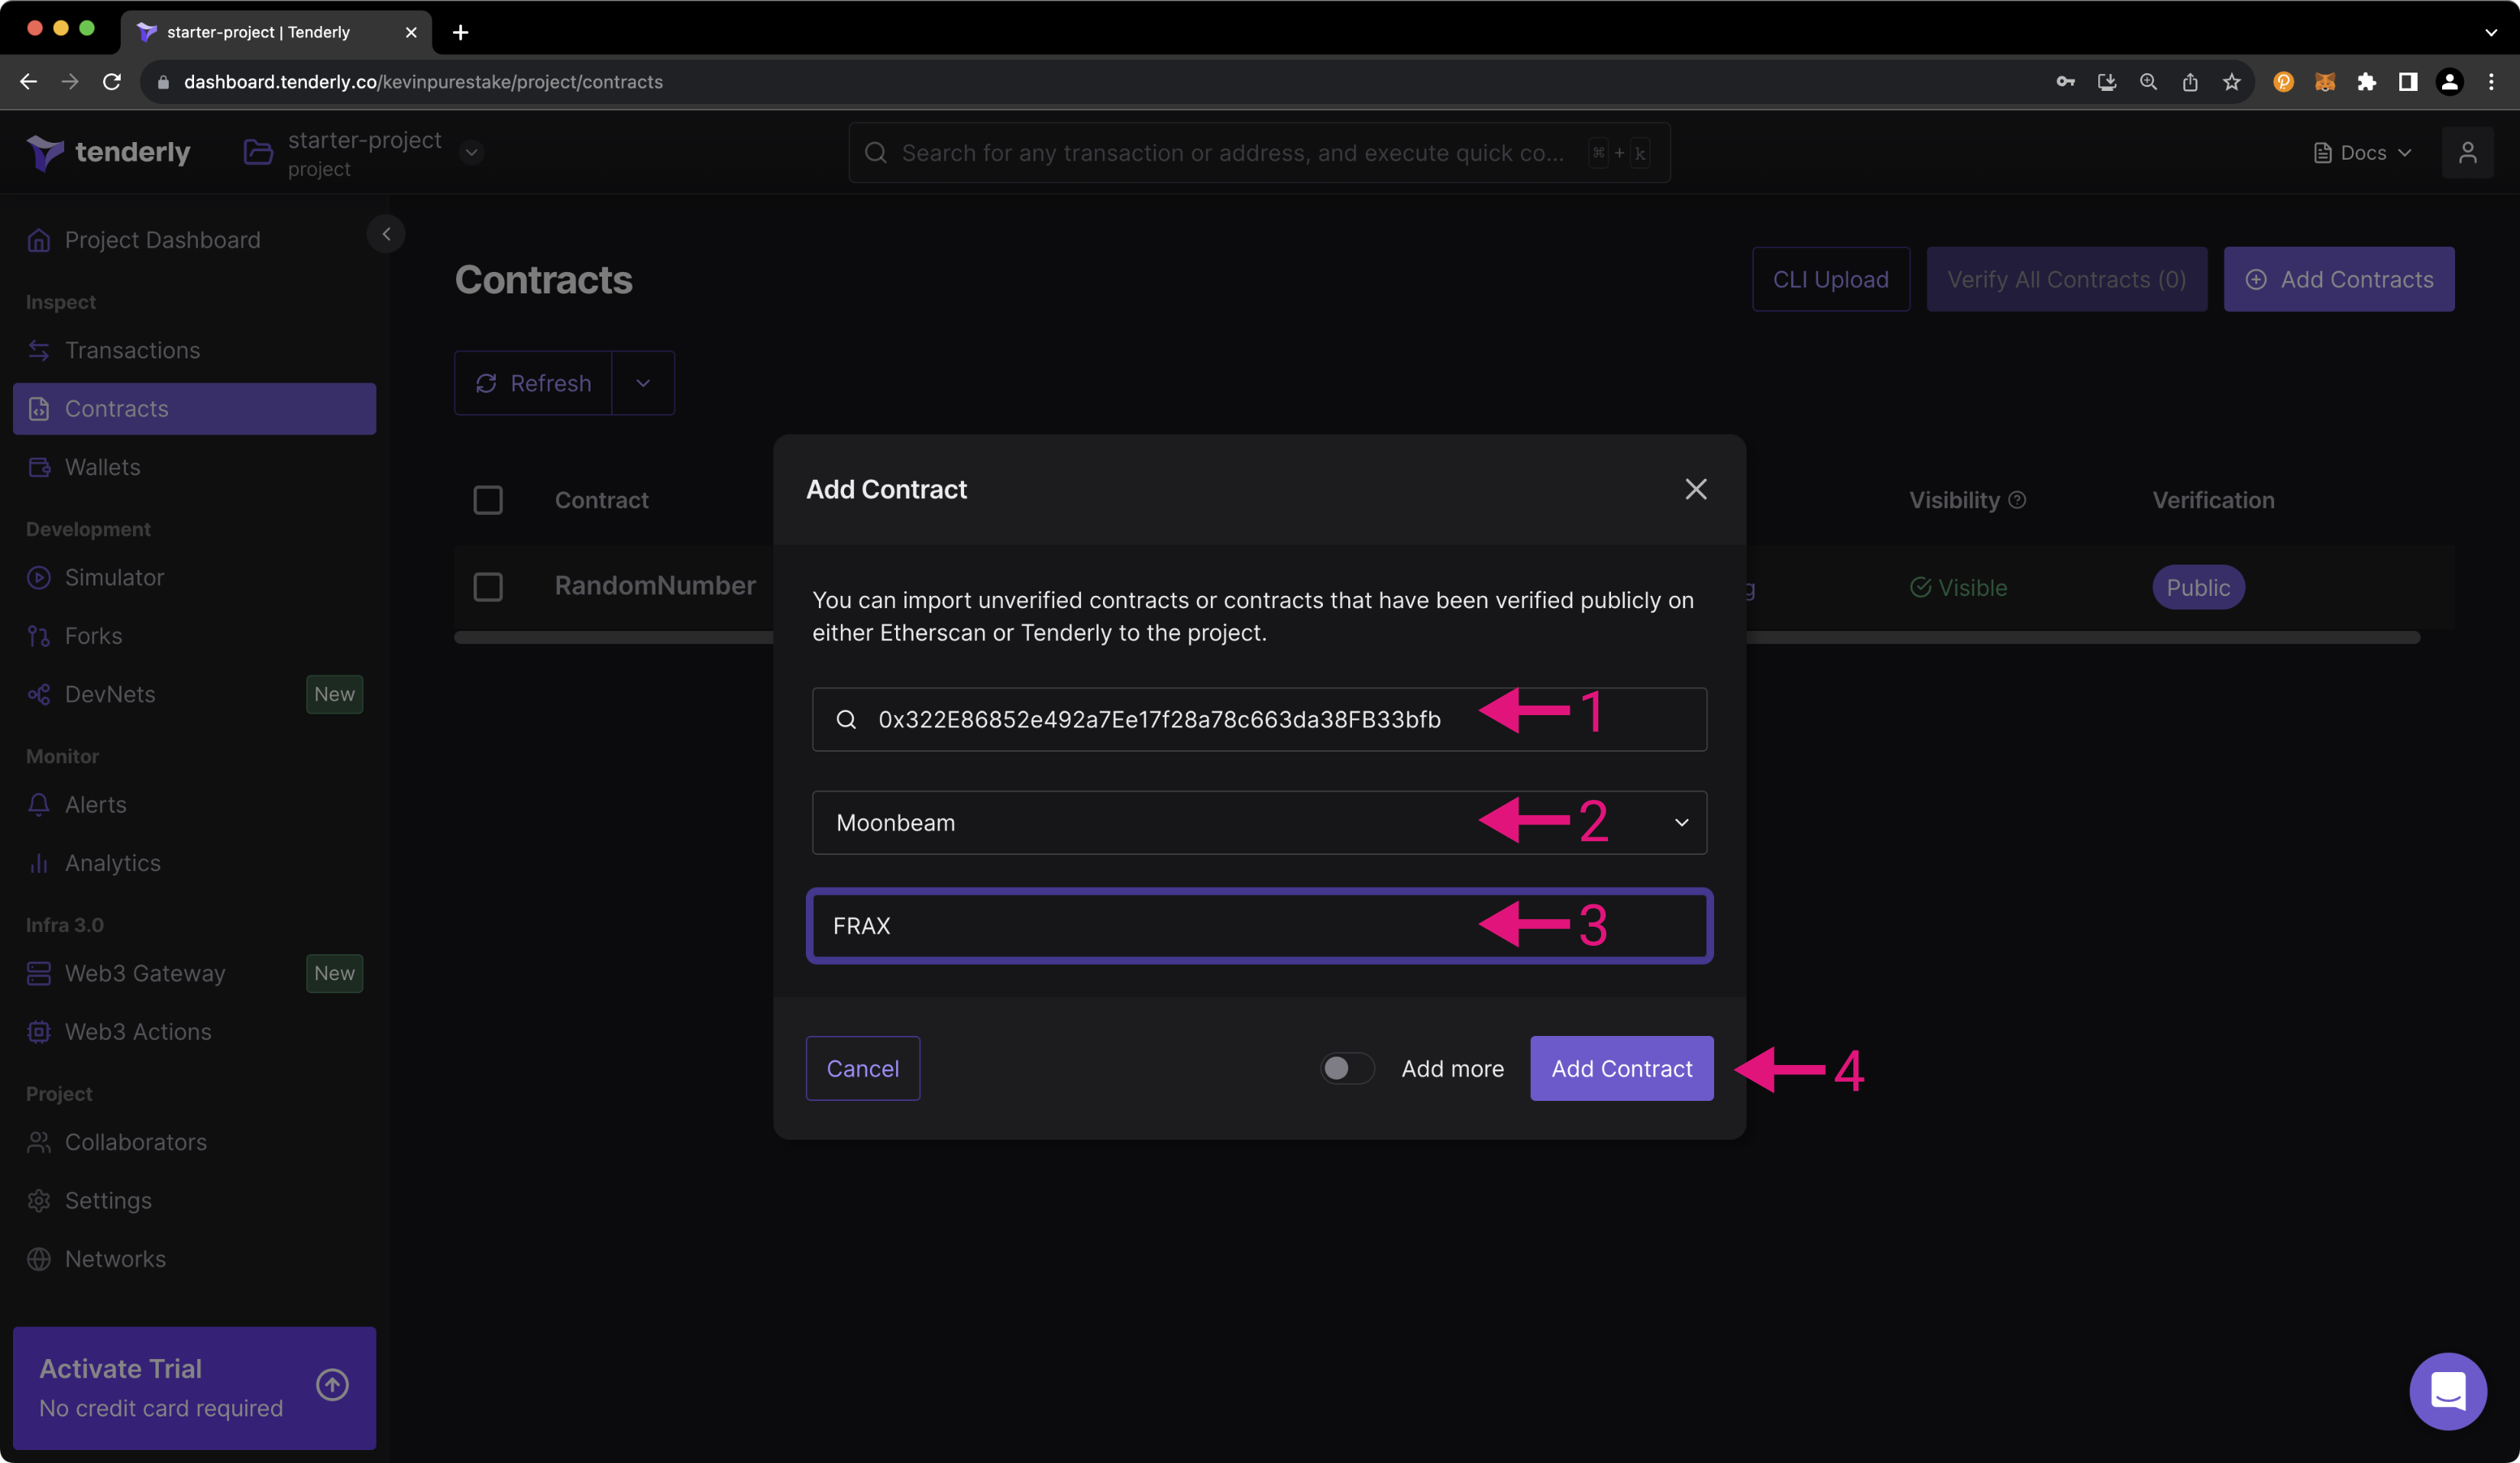 starter-project | Tenderly
dashboard.tenderly.co/kevinpurestake/project/contracts
tenderly
starter-project
project
Search for any transaction or address, and execute quick co...
⌘ + k
Docs
Project Dashboard
Inspect
Transactions
Contracts
Wallets
Development
Simulator
Forks
DevNets New
Monitor
Alerts
Analytics
Infra 3.0
Web3 Gateway New
Web3 Actions
Project
Collaborators
Settings
Networks
Activate Trial
No credit card required
Contracts
CLI Upload
Verify All Contracts (0)
Add Contracts
Refresh
Contract Visibility Verification
RandomNumber g Visible Public
Add Contract
You can import unverified contracts or contracts that have been verified publicly on
either Etherscan or Tenderly to the project.
0x322E86852e492a7Ee17f28a78c663da38FB33bfb 1
Moonbeam 2
FRAX 3
Cancel Add more Add Contract 4